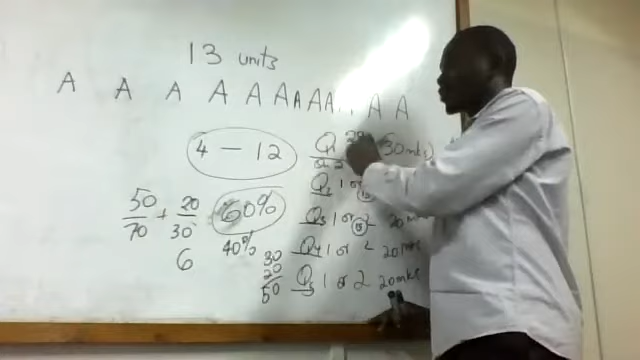 13 units
A A A A A A A A A A A
4 — 12
Q1 (30 mks)
50/70 + 20/30 60%
Q2 1 or
Q3 1 or 2 20 m
6 40% Q4 1 or 2 20 mks
30
20
50 Q5 1 or 2 20 mks